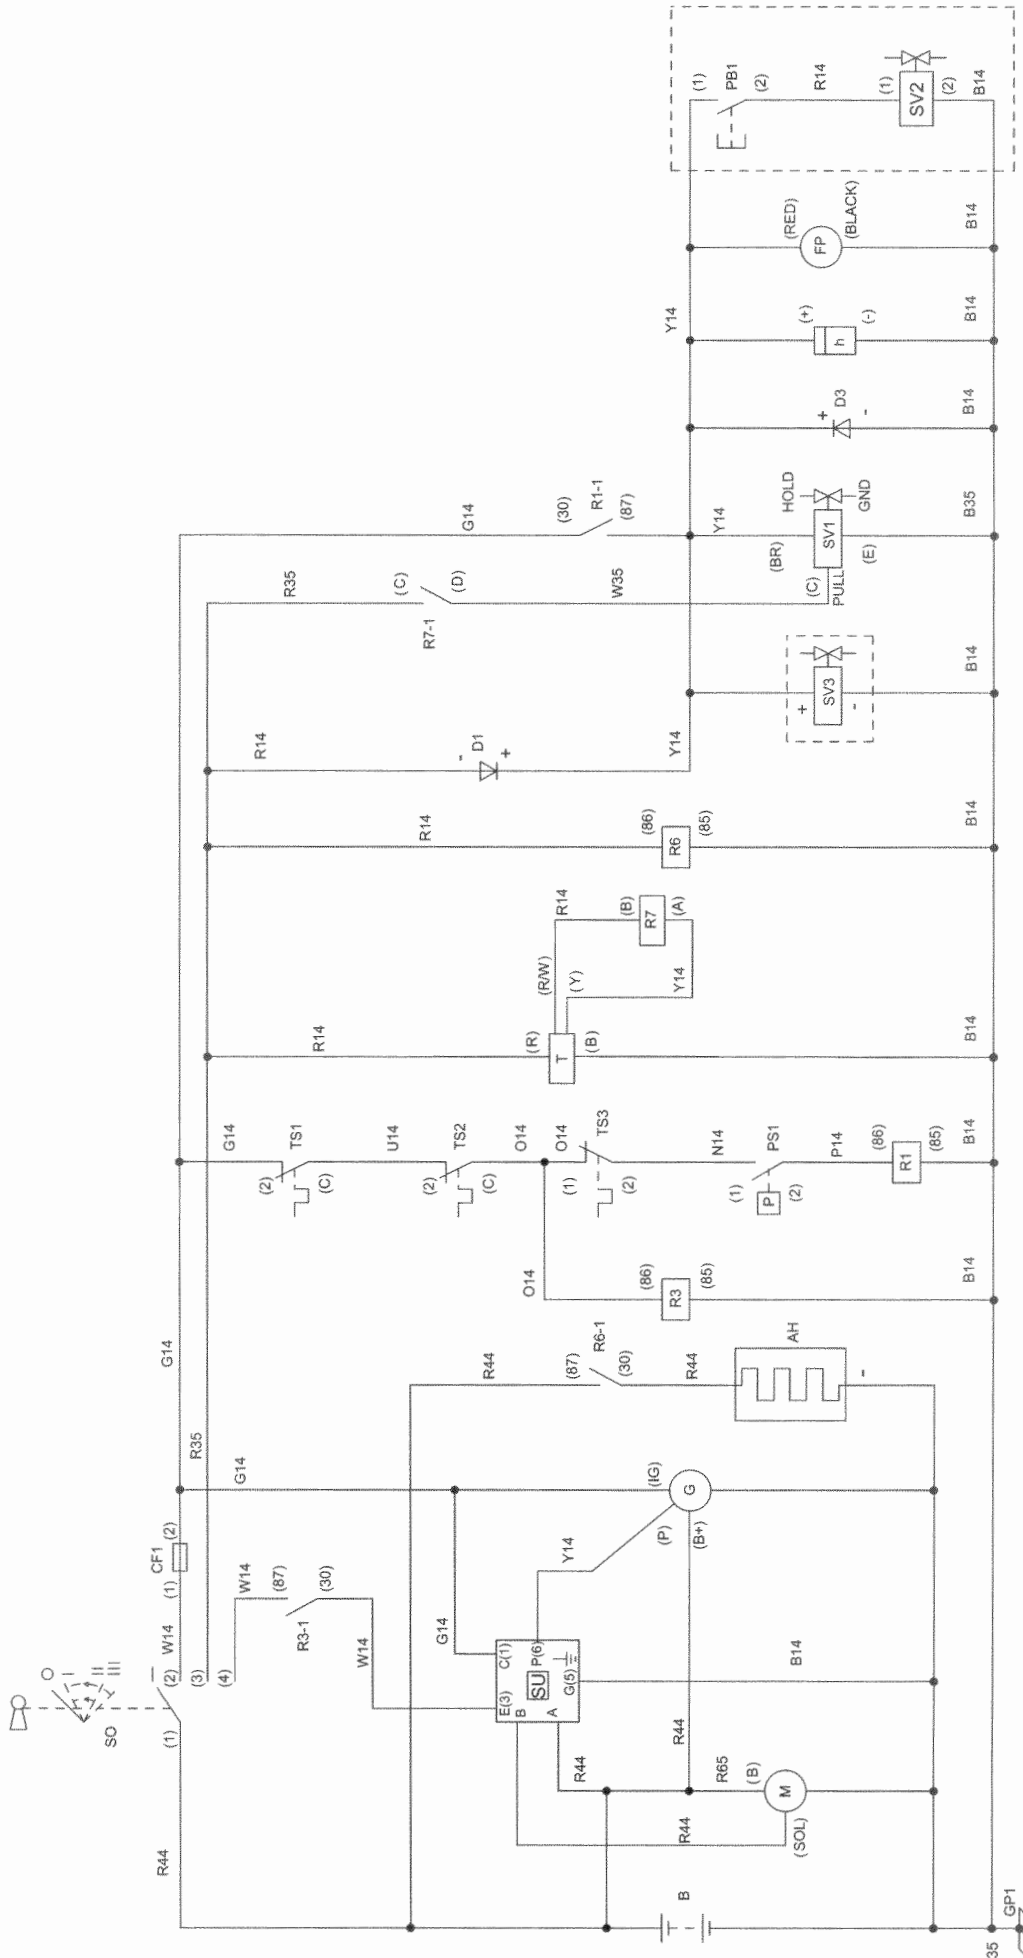 (1)
PB1
(2)
R14
(1)
SV2
(2)
B14
(RED)
FP
(BLACK)
B14
Y14
(+)
h
(-)
B14
+
D3
-
B14
G14
(30)
R1-1
(87)
Y14
(BR)
HOLD
SV1
GND
(E)
B35
R35
(C)
(D)
R7-1
W35
(C)
PULL
+
SV3
-
B14
R14
-
D1
+
Y14
R14
(86)
R6
(85)
B14
R14
(B)
R7
(A)
(R/W)
(Y)
Y14
R14
(R)
T
(B)
B14
G14
(2)
TS1
(C)
U14
(2)
TS2
(C)
O14
O14
(1)
TS3
(2)
N14
(1)
PS1
P
(2)
P14
(86)
R1
(85)
B14
O14
(86)
R3
(85)
B14
G14
R35
R44
(87)
R6-1
(30)
R44
AH
-
G14
(IG)
G
(P)
(B+)
Y14
(2)
CF1
(1)
W14
W14
(87)
(30)
R3-1
W14
G14
O
I
II
III
SO
(1)
I
(2)
(3)
(4)
C(1)
P(6)
E(3)
SU
B
A
G(5)
B14
R44
R44
R65
(B)
M
R44
(SOL)
R44
B
GP1
35